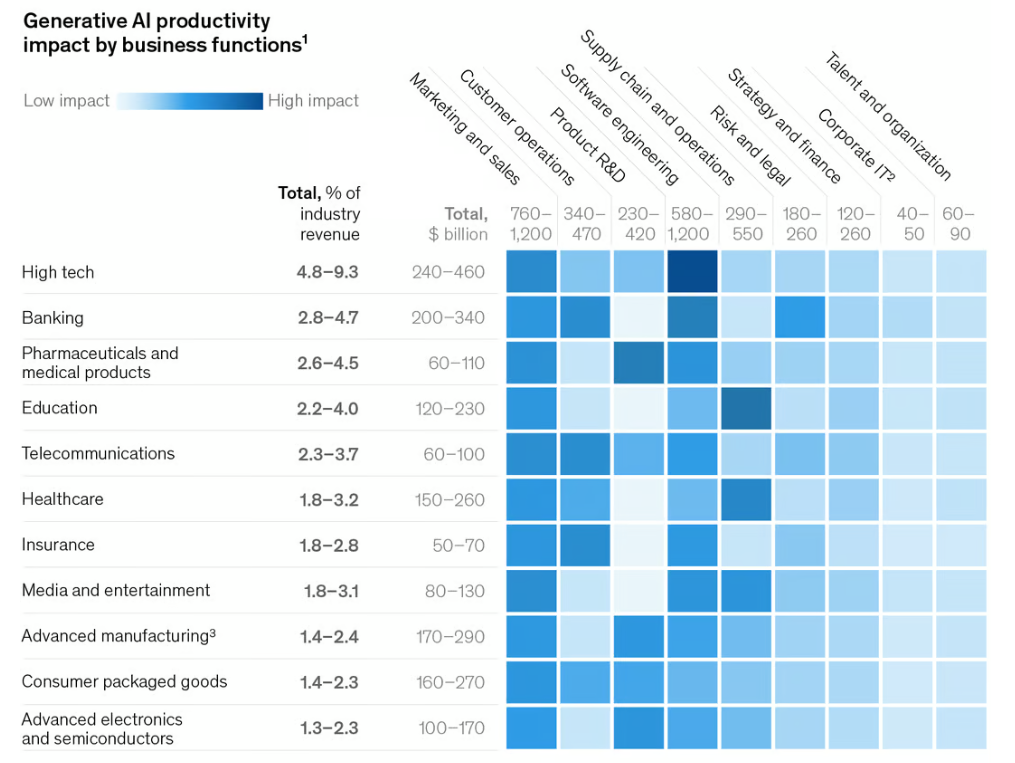 Generative AI productivity
impact by business functions¹
Low impact
High impact
Marketing and sales
Customer operations
Product R&D
Software engineering
Supply chain and operations
Risk and legal
Strategy and finance
Corporate IT²
Talent and organization
Total, % of
industry
revenue
Total,
$ billion
760–
1,200
340–
470
230–
420
580–
1,200
290–
550
180–
260
120–
260
40–
50
60–
90
High tech 4.8–9.3 240–460
Banking 2.8–4.7 200–340
Pharmaceuticals and
medical products 2.6–4.5 60–110
Education 2.2–4.0 120–230
Telecommunications 2.3–3.7 60–100
Healthcare 1.8–3.2 150–260
Insurance 1.8–2.8 50–70
Media and entertainment 1.8–3.1 80–130
Advanced manufacturing³ 1.4–2.4 170–290
Consumer packaged goods 1.4–2.3 160–270
Advanced electronics
and semiconductors 1.3–2.3 100–170